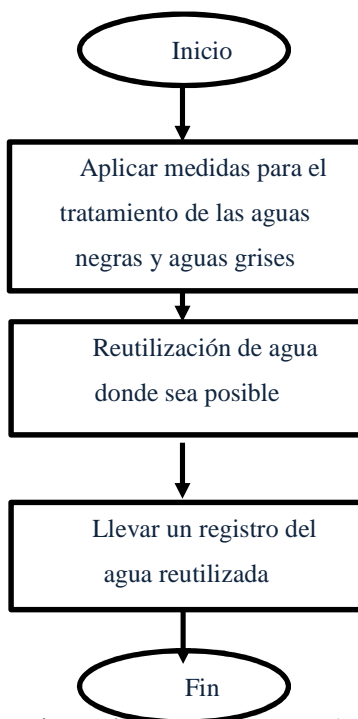 Inicio
Aplicar medidas para el
tratamiento de las aguas
negras y aguas grises
Reutilización de agua
donde sea posible
Llevar un registro del
agua reutilizada
Fin